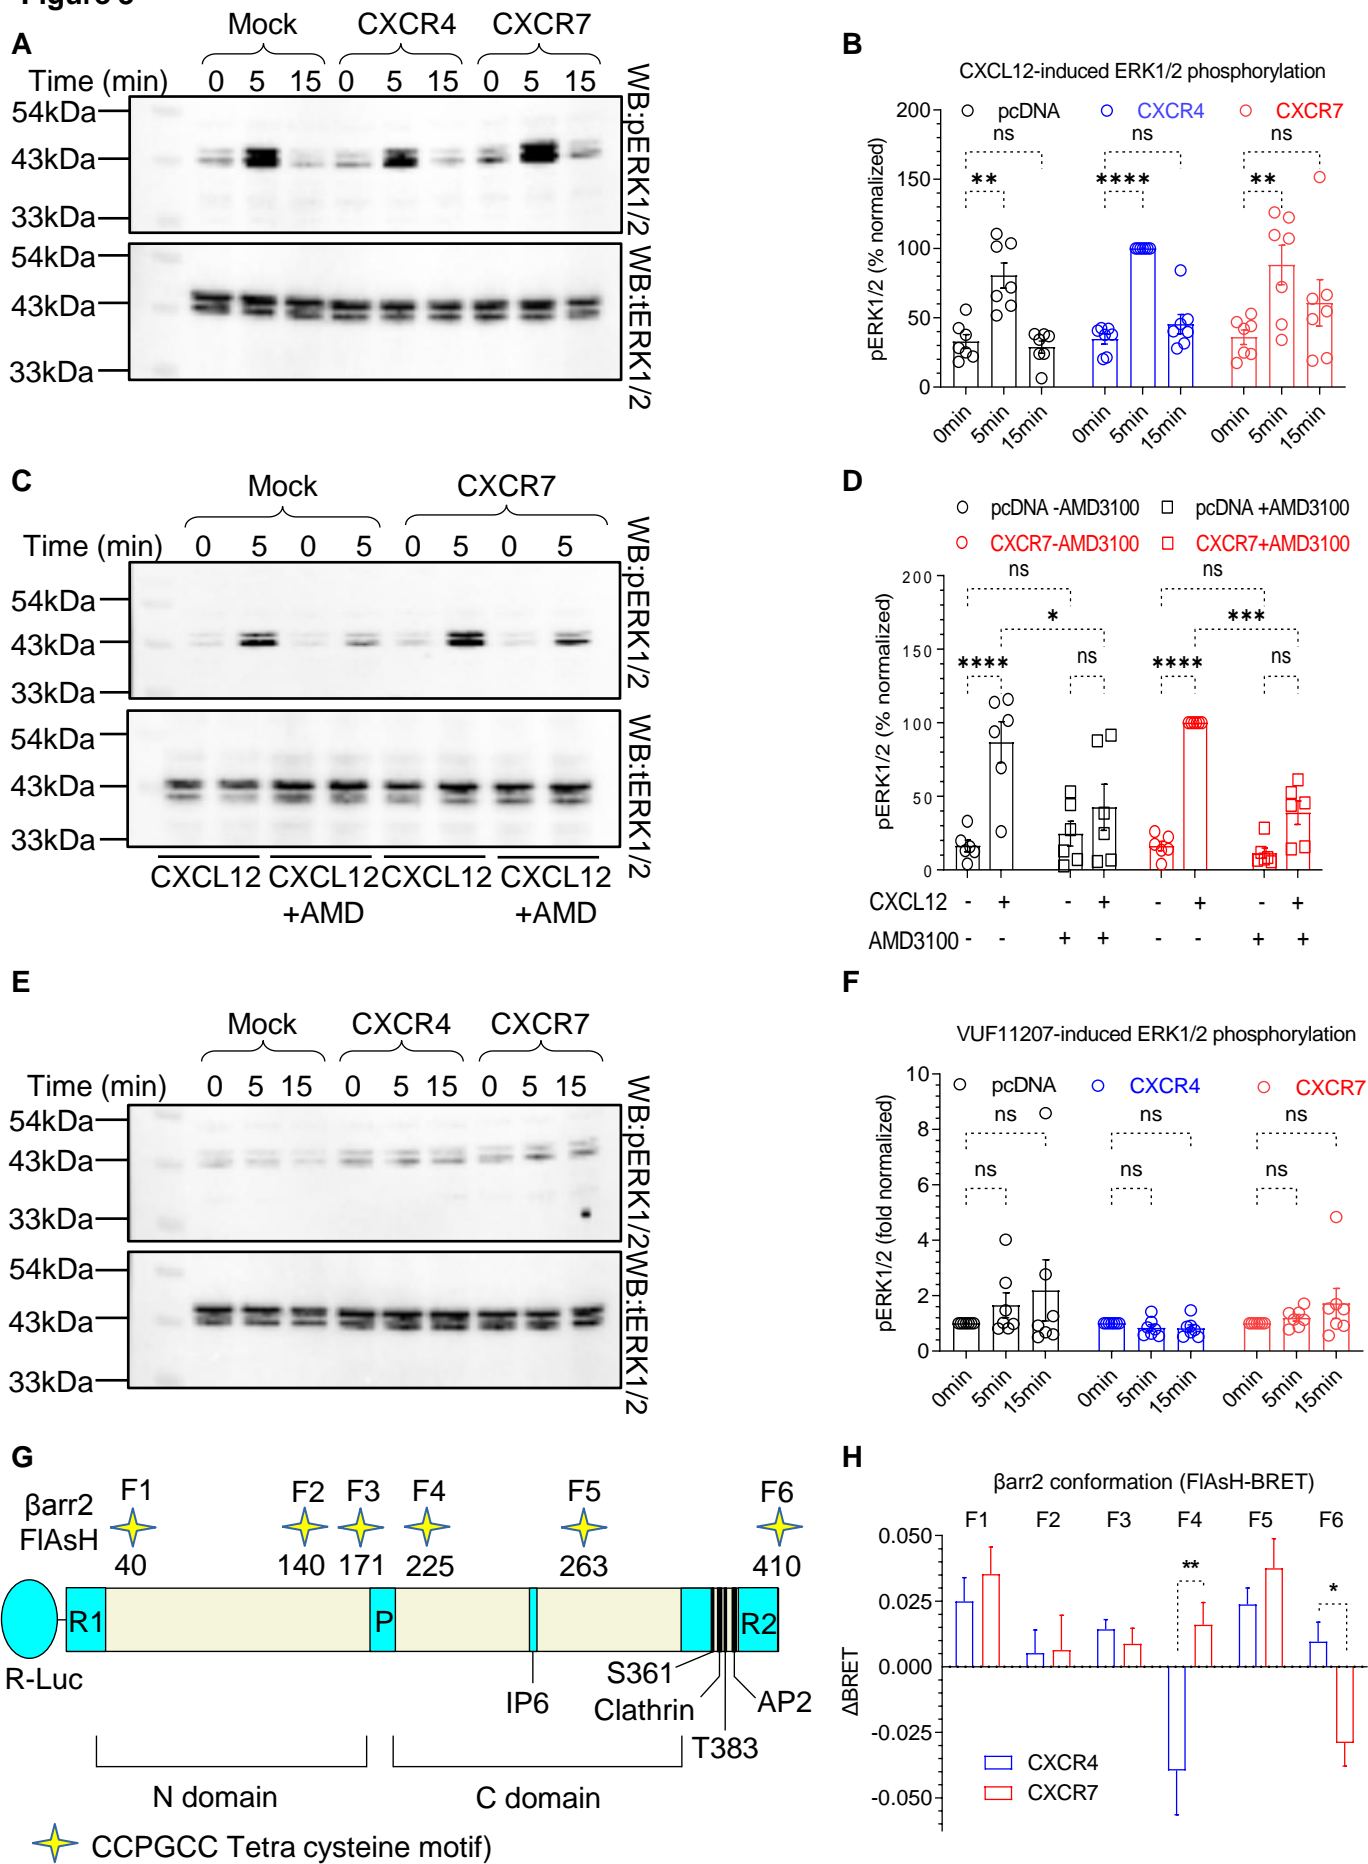 A
Mock CXCR4 CXCR7
Time (min) 0 5 15 0 5 15 0 5 15
54kDa
43kDa
33kDa
WB:pERK1/2
54kDa
43kDa
33kDa
WB:tERK1/2
B
CXCL12-induced ERK1/2 phosphorylation
pcDNA CXCR4 CXCR7
ns ns ns
** **** **
pERK1/2 (% normalized)
200
150
100
50
0
0min 5min 15min 0min 5min 15min 0min 5min 15min
C
Mock CXCR7
Time (min) 0 5 0 5 0 5 0 5
54kDa
43kDa
33kDa
WB:pERK1/2
54kDa
43kDa
33kDa
WB:tERK1/2
CXCL12 CXCL12 CXCL12 CXCL12
+AMD +AMD
D
pcDNA -AMD3100 pcDNA +AMD3100
CXCR7-AMD3100 CXCR7+AMD3100
ns ns
* ***
**** ns **** ns
pERK1/2 (% normalized)
200
150
100
50
0
CXCL12 - + - + - + - +
AMD3100 - - + + - - + +
E
Mock CXCR4 CXCR7
Time (min) 0 5 15 0 5 15 0 5 15
54kDa
43kDa
33kDa
WB:pERK1/2
54kDa
43kDa
33kDa
WB:tERK1/2
F
VUF11207-induced ERK1/2 phosphorylation
pcDNA CXCR4 CXCR7
ns ns ns
ns ns ns
pERK1/2 (fold normalized)
10
8
6
4
2
0
0min 5min 15min 0min 5min 15min 0min 5min 15min
G
βarr2
FlAsH
F1 F2 F3 F4 F5 F6
40 140 171 225 263 410
R1 P R2
R-Luc
IP6
S361
Clathrin
T383
AP2
N domain C domain
CCPGCC Tetra cysteine motif)
H
βarr2 conformation (FlAsH-BRET)
F1 F2 F3 F4 F5 F6
** *
ΔBRET
0.050
0.025
0.000
-0.025
-0.050
CXCR4
CXCR7